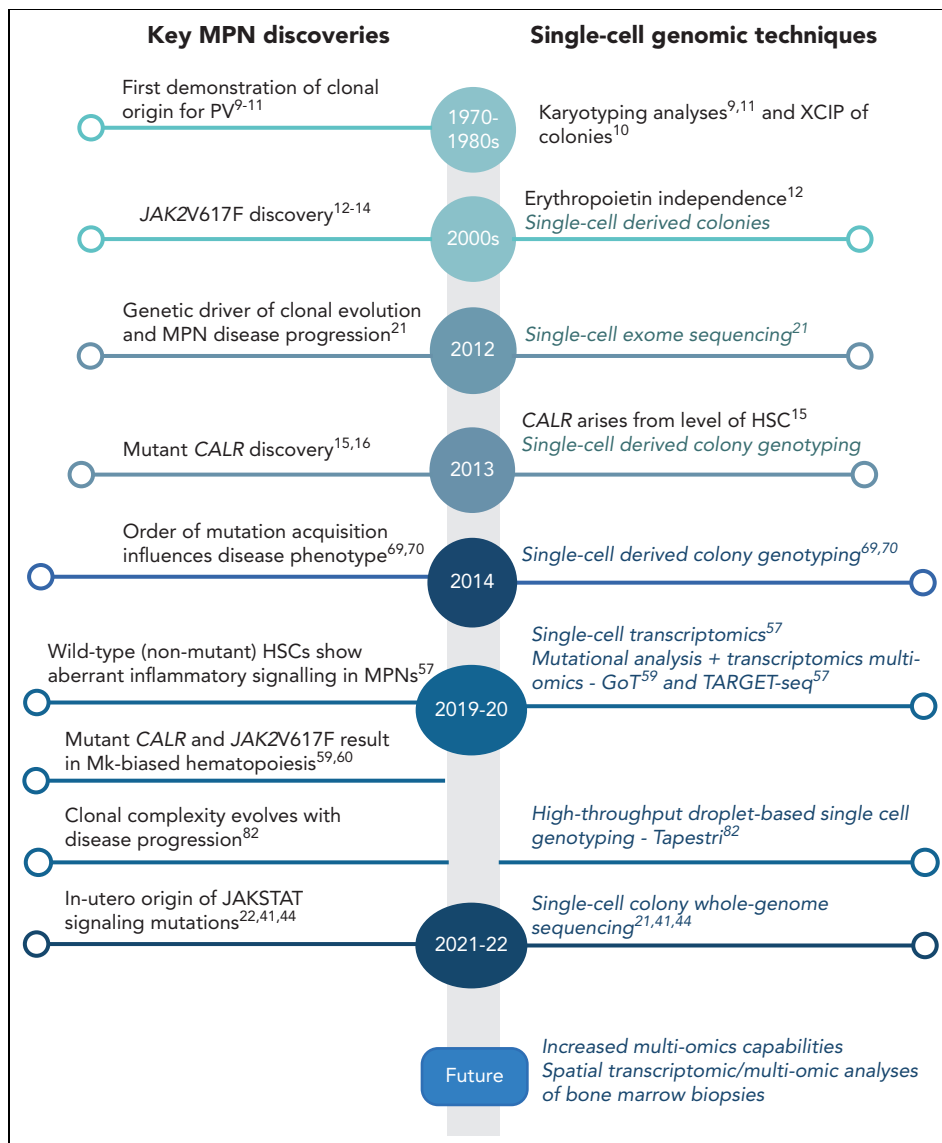 Key MPN discoveries
Single-cell genomic techniques
First demonstration of clonal
origin for PV9-11
1970-
1980s
Karyotyping analyses9,11 and XCIP of
colonies10
JAK2V617F discovery12-14
2000s
Erythropoietin independence12
Single-cell derived colonies
Genetic driver of clonal evolution
and MPN disease progression21
2012
Single-cell exome sequencing21
Mutant CALR discovery15,16
2013
CALR arises from level of HSC15
Single-cell derived colony genotyping
Order of mutation acquisition
influences disease phenotype69,70
2014
Single-cell derived colony genotyping69,70
Wild-type (non-mutant) HSCs show
aberrant inflammatory signalling in MPNs57
2019-20
Single-cell transcriptomics57
Mutational analysis + transcriptomics multi-
omics - GoT59 and TARGET-seq57
Mutant CALR and JAK2V617F result
in Mk-biased hematopoiesis59,60
Clonal complexity evolves with
disease progression82
High-throughput droplet-based single cell
genotyping - Tapestri82
In-utero origin of JAKSTAT
signaling mutations22,41,44
2021-22
Single-cell colony whole-genome
sequencing21,41,44
Future
Increased multi-omics capabilities
Spatial transcriptomic/multi-omic analyses
of bone marrow biopsies